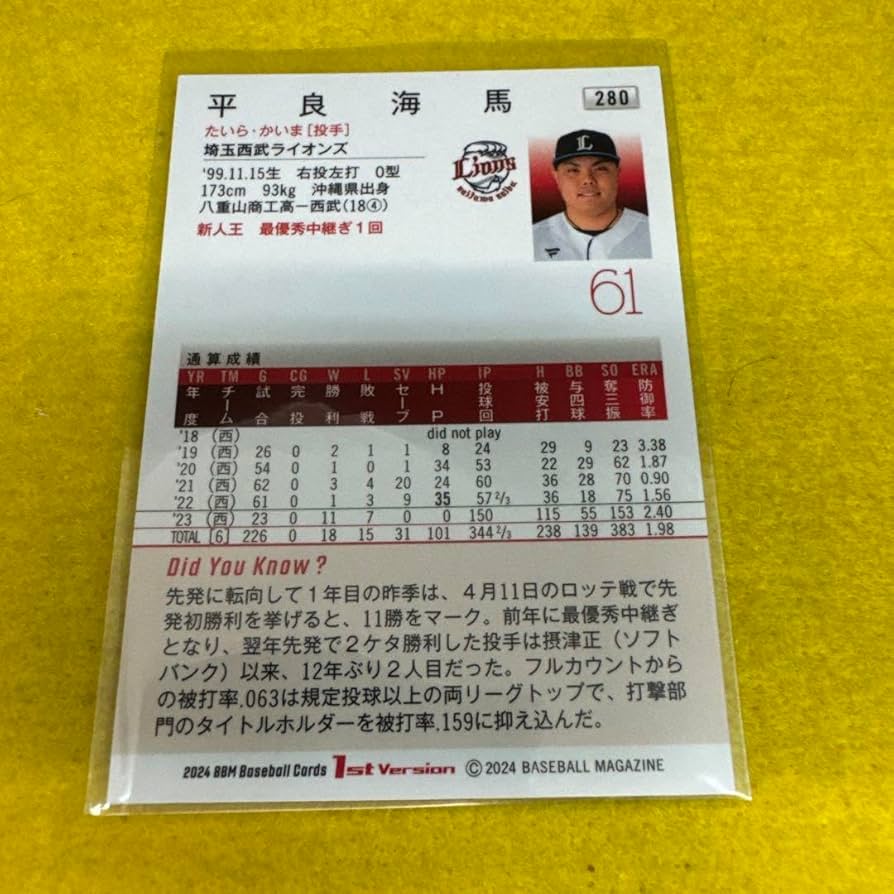 平良海馬 280
たいら・かいま［投手］
埼玉西武ライオンズ
'99.11.15生 右投左打 O型
173cm 93kg 沖縄県出身
八重山商工高ー西武(18④)
新人王 最優秀中継ぎ1回
Lions
saitama seibu
L
61
通算成績
YR TM G CG W L SV HP IP H BB SO ERA
年度 チーム 試合 完投 勝利 敗戦 セーブ HP 投球回 被安打 与四球 奪三振 防御率
'18 (西) did not play
'19 (西) 26 0 2 1 1 8 24 29 9 23 3.38
'20 (西) 54 0 1 0 1 34 53 22 29 62 1.87
'21 (西) 62 0 3 4 20 24 60 36 28 70 0.90
'22 (西) 61 0 1 3 9 35 57 2/3 36 18 75 1.56
'23 (西) 23 0 11 7 0 0 150 115 55 153 2.40
TOTAL [6] 226 0 18 15 31 101 344 2/3 238 139 383 1.98
Did You Know?
先発に転向して１年目の昨季は、４月11日のロッテ戦で先
発初勝利を挙げると、11勝をマーク。前年に最優秀中継ぎ
となり、翌年先発で２ケタ勝利した投手は摂津正（ソフト
バンク）以来、12年ぶり２人目だった。フルカウントから
の被打率.063は規定投球以上の両リーグトップで、打撃部
門のタイトルホルダーを被打率.159に抑え込んだ。
2024 BBM Baseball Cards 1st Version ©2024 BASEBALL MAGAZINE